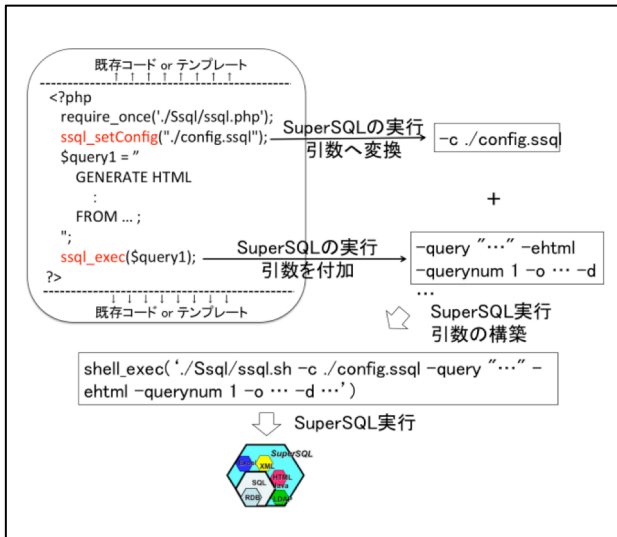 既存コード or テンプレート
<?php
require_once('./Ssql/ssql.php');
ssql_setConfig("./config.ssql");
$query1 = "
GENERATE HTML
:
FROM ... ;
";
ssql_exec($query1);
?>
既存コード or テンプレート
SuperSQLの実行
引数へ変換
-c ./config.ssql
+
SuperSQLの実行
引数を付加
-query "…" -ehtml
-querynum 1 -o … -d
…
SuperSQL実行
引数の構築
shell_exec('./Ssql/ssql.sh -c ./config.ssql -query "…" -
ehtml -querynum 1 -o … -d …')
SuperSQL実行
SuperSQL
XML
SQL
HTML
RDB